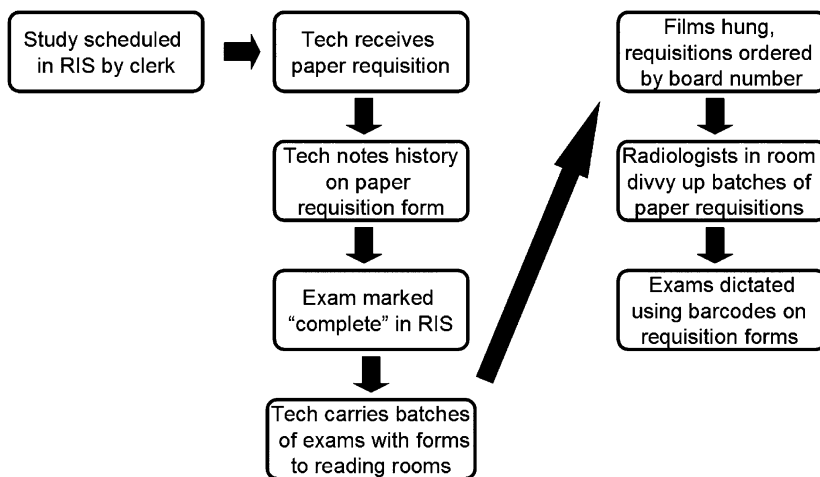 Study scheduled
in RIS by clerk
Tech receives
paper requisition
Tech notes history
on paper
requisition form
Exam marked
“complete” in RIS
Tech carries batches
of exams with forms
to reading rooms
Films hung,
requisitions ordered
by board number
Radiologists in room
divvy up batches of
paper requisitions
Exams dictated
using barcodes on
requisition forms